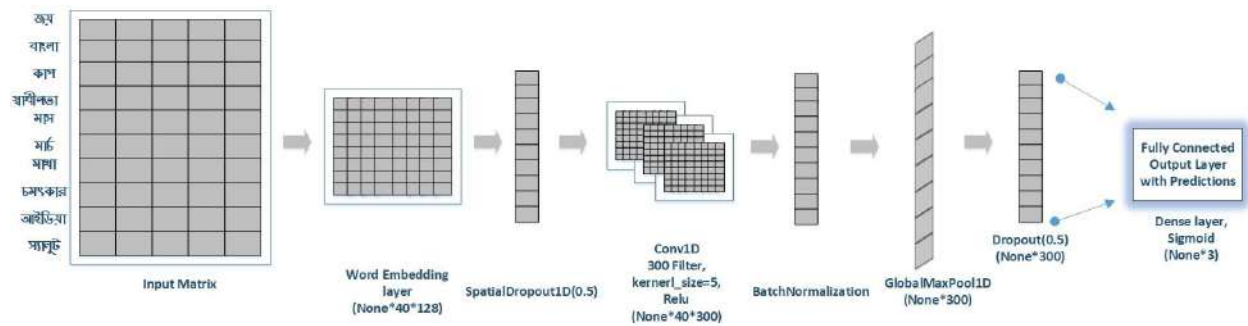 জয়
বাংলা
কাপ
স্বাধীনতা
মাস
মার্চ
মাথা
চমৎকার
আইডিয়া
স্যালুট
Input Matrix
Word Embedding
layer
(None*40*128)
SpatialDropout1D(0.5)
Conv1D
300 Filter,
kernerl_size=5,
Relu
(None*40*300)
BatchNormalization
GlobalMaxPool1D
(None*300)
Dropout(0.5)
(None*300)
Fully Connected
Output Layer
with Predictions
Dense layer,
Sigmoid
(None*3)